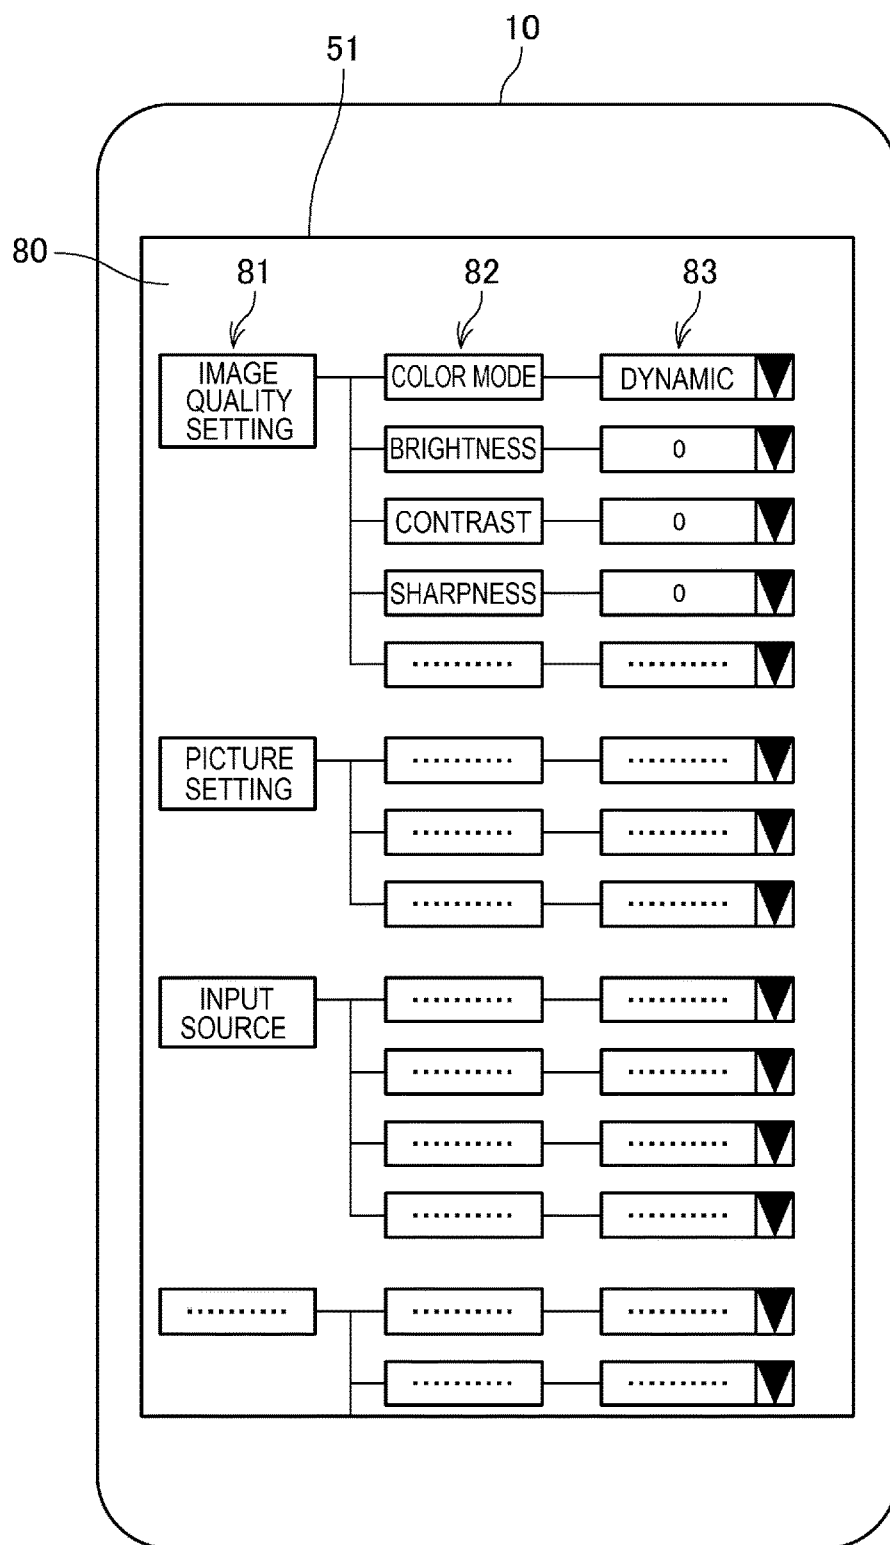 10
51
80
81 82 83
IMAGE
QUALITY
SETTING
COLOR MODE DYNAMIC
BRIGHTNESS 0
CONTRAST 0
SHARPNESS 0
.......... ..........
PICTURE
SETTING
.......... ..........
.......... ..........
.......... ..........
INPUT
SOURCE
.......... ..........
.......... ..........
.......... ..........
.......... ..........
.......... .......... ..........
.......... ..........